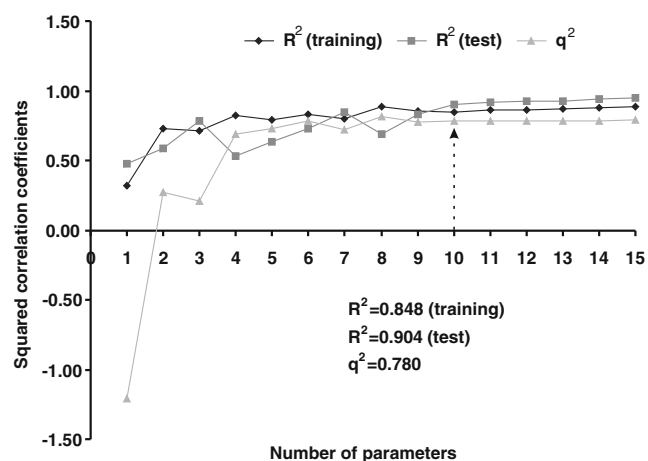 1.50
R² (training) R² (test) q²
1.00
0.50
0.00
0 1 2 3 4 5 6 7 8 9 10 11 12 13 14 15
-0.50
-1.00
-1.50
Squared correlation coefficients
R²=0.848 (training)
R²=0.904 (test)
q²=0.780
Number of parameters